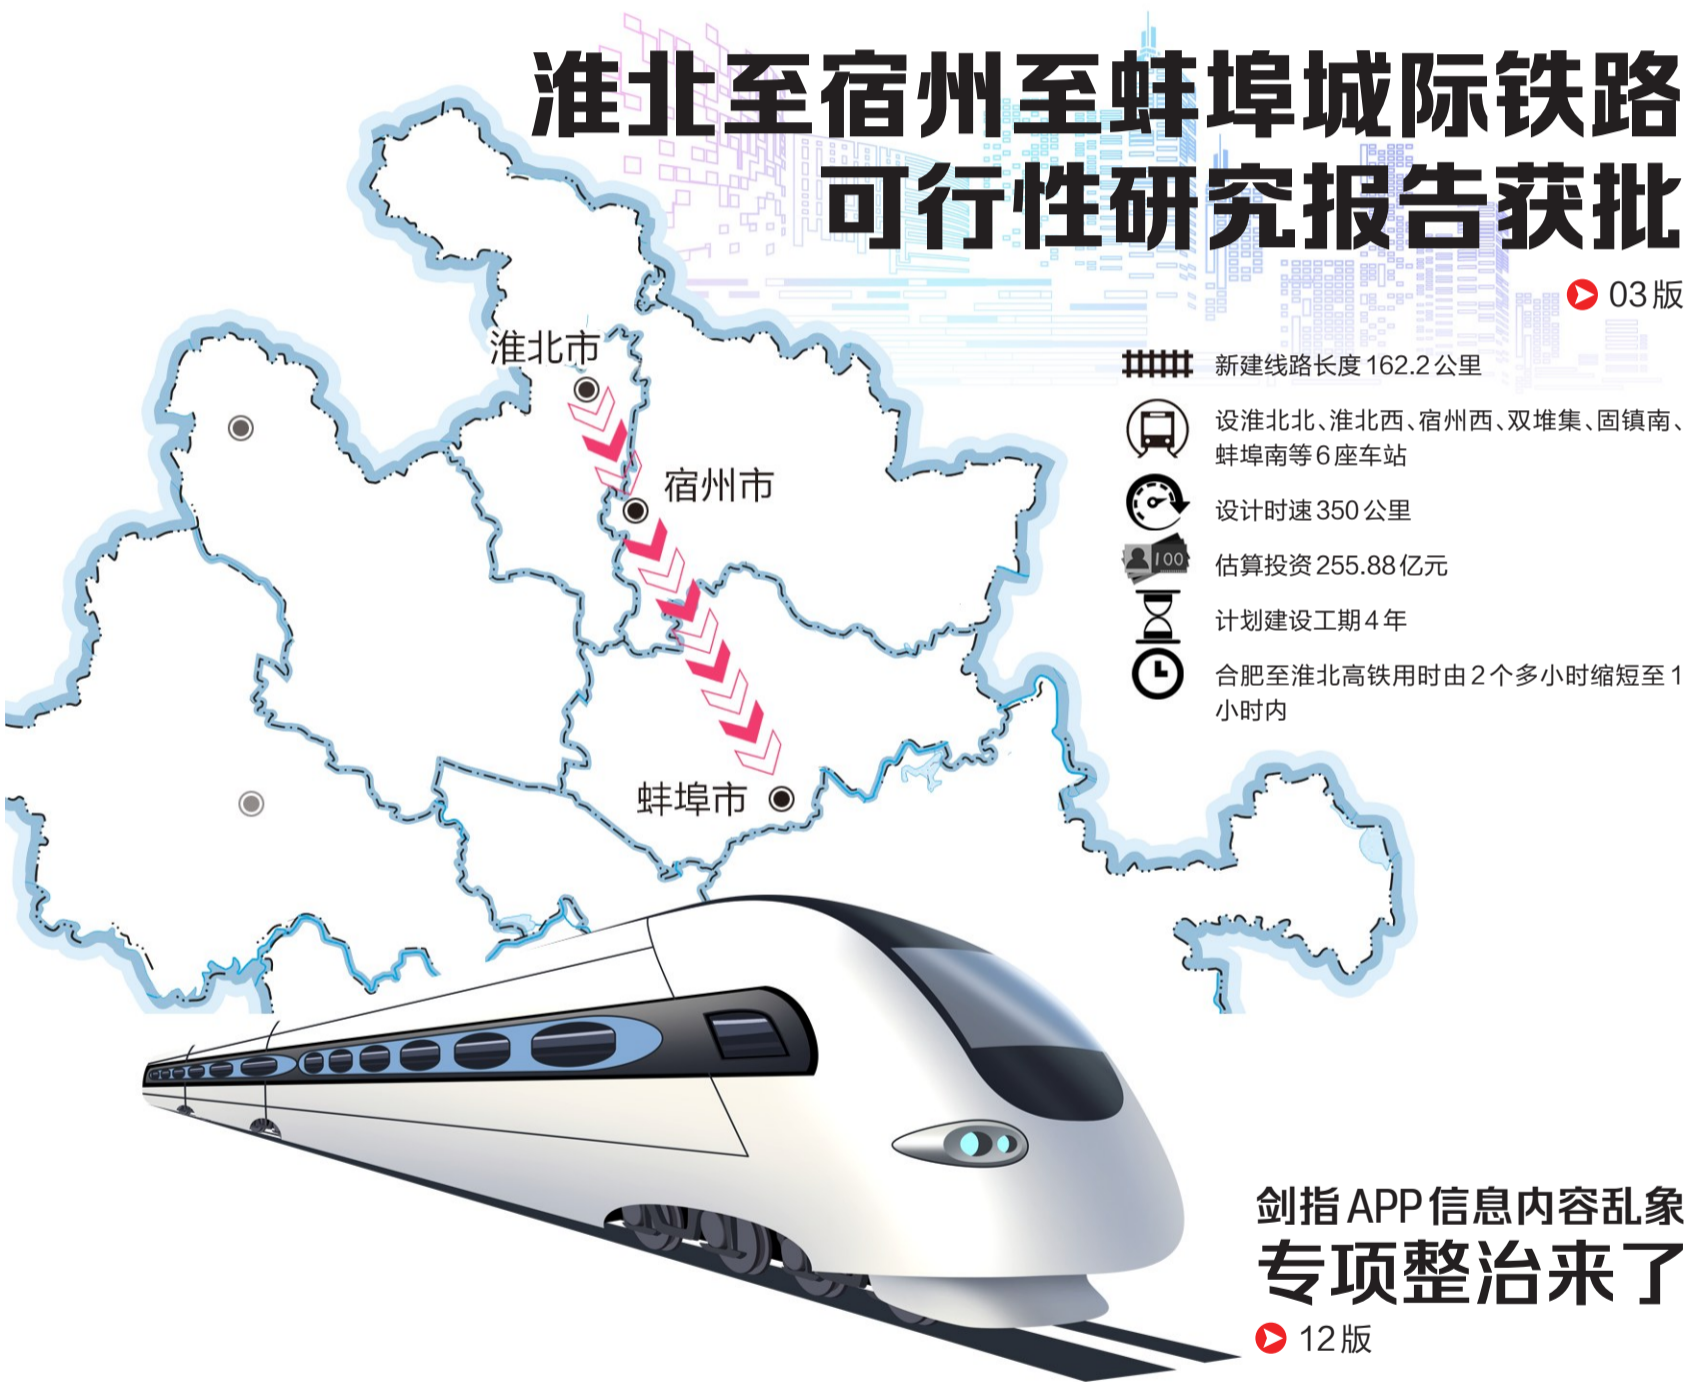 淮北至宿州至蚌埠城际铁路
可行性研究报告获批
03版
淮北市
宿州市
蚌埠市
新建线路长度162.2公里
设淮北北、淮北西、宿州西、双堆集、固镇南、
蚌埠南等6座车站
设计时速350公里
100
估算投资255.88亿元
计划建设工期4年
合肥至淮北高铁用时由2个多小时缩短至1
小时内
剑指APP信息内容乱象
专项整治来了
12版